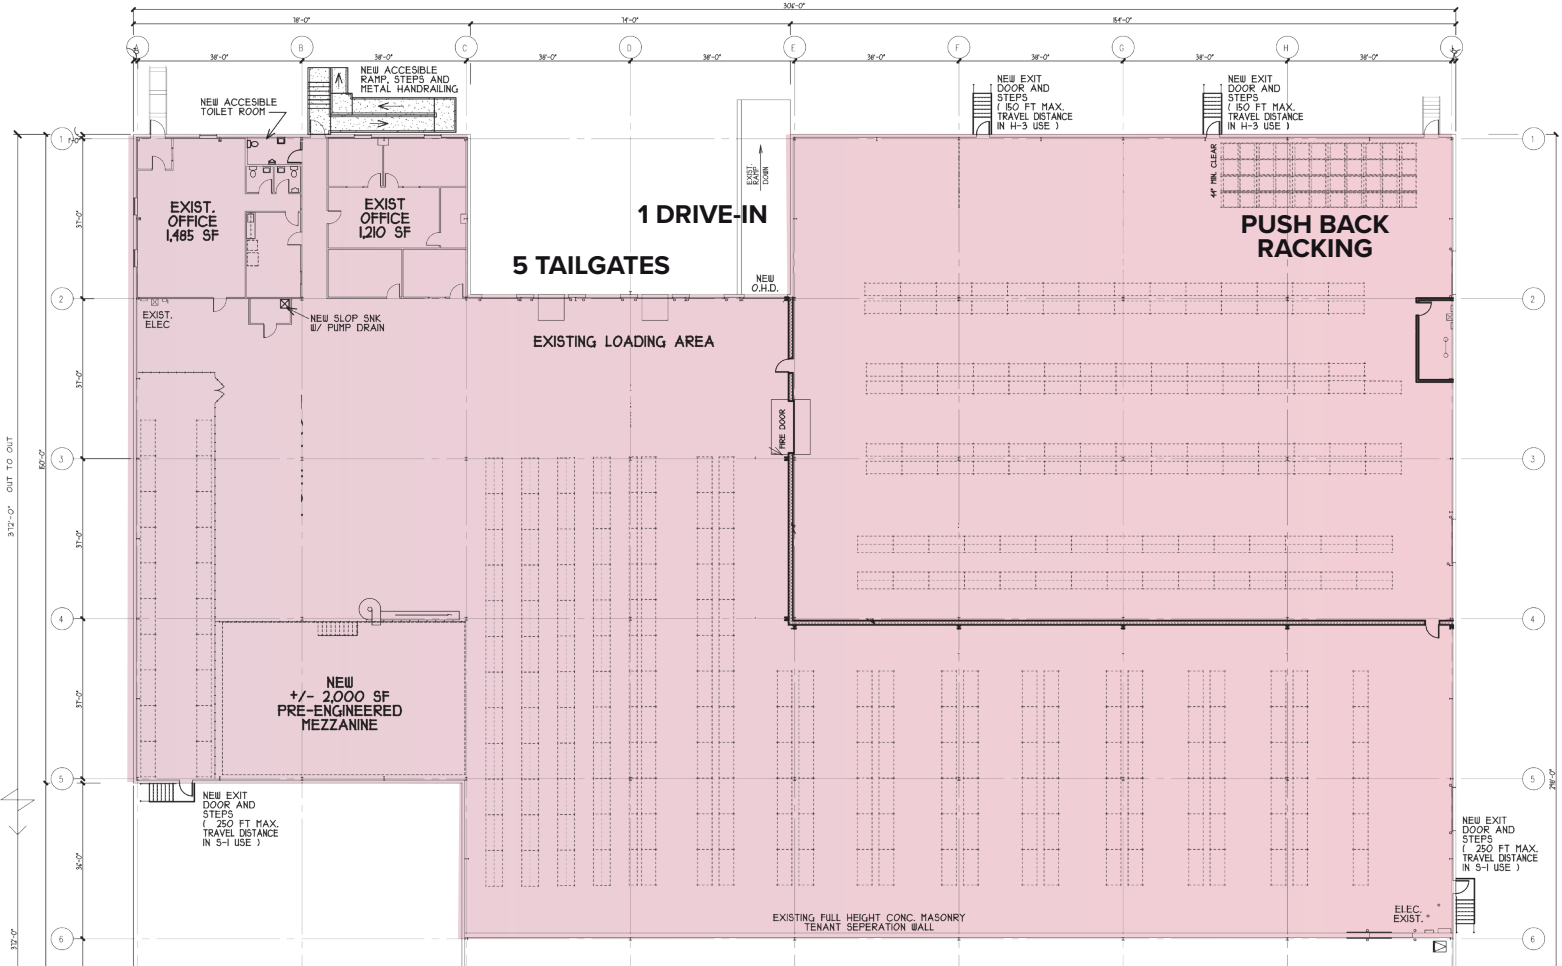 306'-0"
78'-0"
74'-0"
154'-0"
B
C
D
E
F
G
H
38'-0"
38'-0"
38'-0"
38'-0"
38'-0"
38'-0"
38'-0"
38'-0"
NEW ACCESIBLE
RAMP, STEPS AND
METAL HANDRAILING
NEW ACCESIBLE
TOILET ROOM
NEW EXIT
DOOR AND
STEPS
( 150 FT MAX.
TRAVEL DISTANCE
IN H-3 USE )
NEW EXIT
DOOR AND
STEPS
( 150 FT MAX.
TRAVEL DISTANCE
IN H-3 USE )
1
1
EXIST.
OFFICE
1,485 SF
EXIST
OFFICE
1,210 SF
EXIST.
RAMP
DOWN
44" MIN. CLEAR
1 DRIVE-IN
5 TAILGATES
PUSH BACK
RACKING
37'-0"
NEW
O.H.D.
2
2
EXIST.
ELEC
NEW SLOP SNK
W/ PUMP DRAIN
EXISTING LOADING AREA
37'-0"
FIRE DOOR
312'-0" OUT TO OUT
150'-0"
3
3
37'-0"
4
4
NEW
+/- 2,000 SF
PRE-ENGINEERED
MEZZANINE
37'-0"
5
5
NEW EXIT
DOOR AND
STEPS
( 250 FT MAX.
TRAVEL DISTANCE
IN S-1 USE )
NEW EXIT
DOOR AND
STEPS
( 250 FT MAX.
TRAVEL DISTANCE
IN S-1 USE )
36'-0"
EXISTING FULL HEIGHT CONC. MASONRY
TENANT SEPERATION WALL
ELEC.
EXIST.
6
6